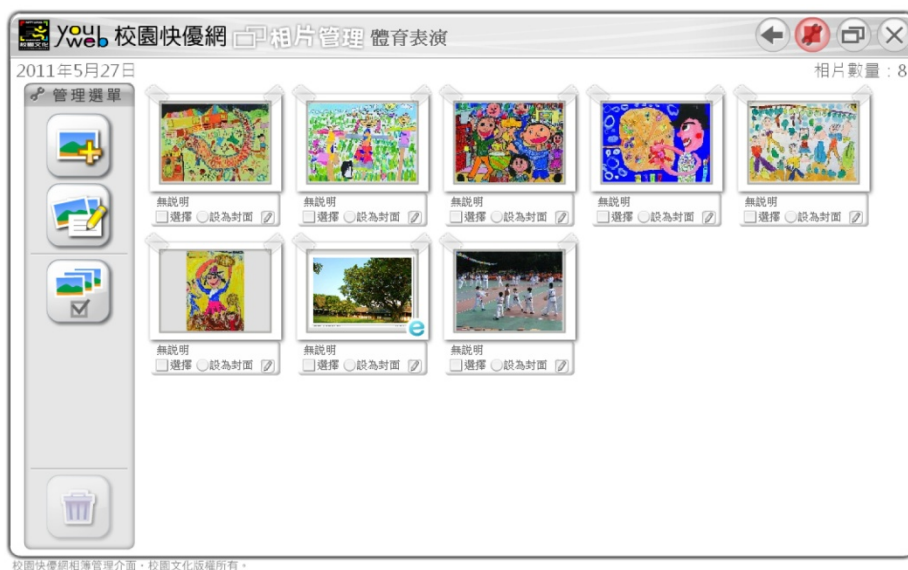 校園文化 youweb 校園快優網 相片管理 體育表演
2011年5月27日
相片數量：8
管理選單
無說明
選擇 設為封面
無說明
選擇 設為封面
無說明
選擇 設為封面
無說明
選擇 設為封面
無說明
選擇 設為封面
無說明
選擇 設為封面
無說明
選擇 設為封面
無說明
選擇 設為封面
校園快優網相簿管理介面，校園文化版權所有。